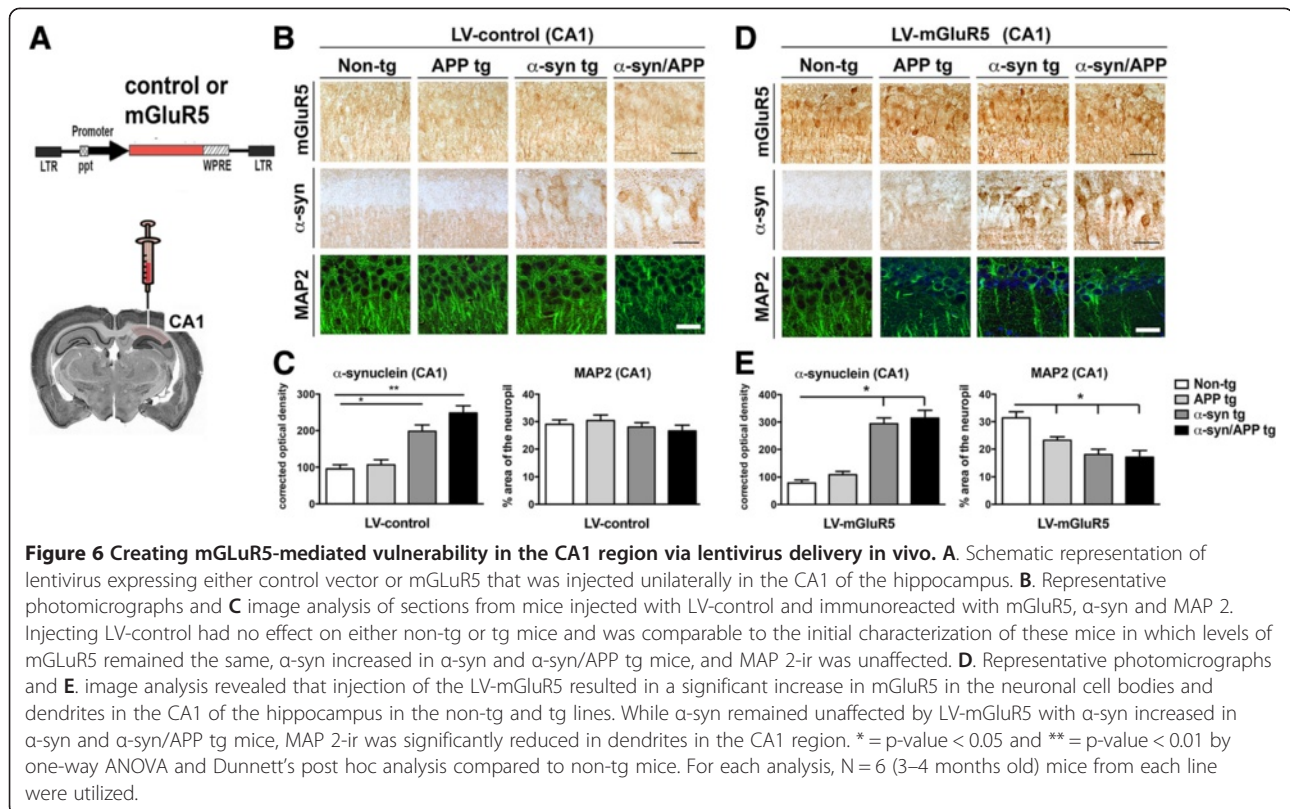 A
control or
mGluR5
Promoter
LTR
ppt
WPRE
LTR
CA1
B
LV-control (CA1)
Non-tg APP tg α-syn tg α-syn/APP
mGluR5
α-syn
MAP2
D
LV-mGluR5 (CA1)
Non-tg APP tg α-syn tg α-syn/APP
mGluR5
α-syn
MAP2
C
α-synuclein (CA1)
corrected optical density
300
200
100
0
*
**
LV-control
MAP2 (CA1)
% area of the neuropil
40
30
20
10
0
LV-control
E
α-synuclein (CA1)
corrected optical density
400
300
200
100
0
*
LV-mGluR5
MAP2 (CA1)
% area of the neuropil
40
30
20
10
0
*
LV-mGluR5
Non-tg
APP tg
α-syn tg
α-syn/APP tg
Figure 6 Creating mGLuR5-mediated vulnerability in the CA1 region via lentivirus delivery in vivo. A. Schematic representation of
lentivirus expressing either control vector or mGLuR5 that was injected unilaterally in the CA1 of the hippocampus. B. Representative
photomicrographs and C image analysis of sections from mice injected with LV-control and immunoreacted with mGluR5, α-syn and MAP 2.
Injecting LV-control had no effect on either non-tg or tg mice and was comparable to the initial characterization of these mice in which levels of
mGLuR5 remained the same, α-syn increased in α-syn and α-syn/APP tg mice, and MAP 2-ir was unaffected. D. Representative photomicrographs
and E. image analysis revealed that injection of the LV-mGluR5 resulted in a significant increase in mGluR5 in the neuronal cell bodies and
dendrites in the CA1 of the hippocampus in the non-tg and tg lines. While α-syn remained unaffected by LV-mGluR5 with α-syn increased in
α-syn and α-syn/APP tg mice, MAP 2-ir was significantly reduced in dendrites in the CA1 region. * = p-value < 0.05 and ** = p-value < 0.01 by
one-way ANOVA and Dunnett's post hoc analysis compared to non-tg mice. For each analysis, N = 6 (3–4 months old) mice from each line
were utilized.